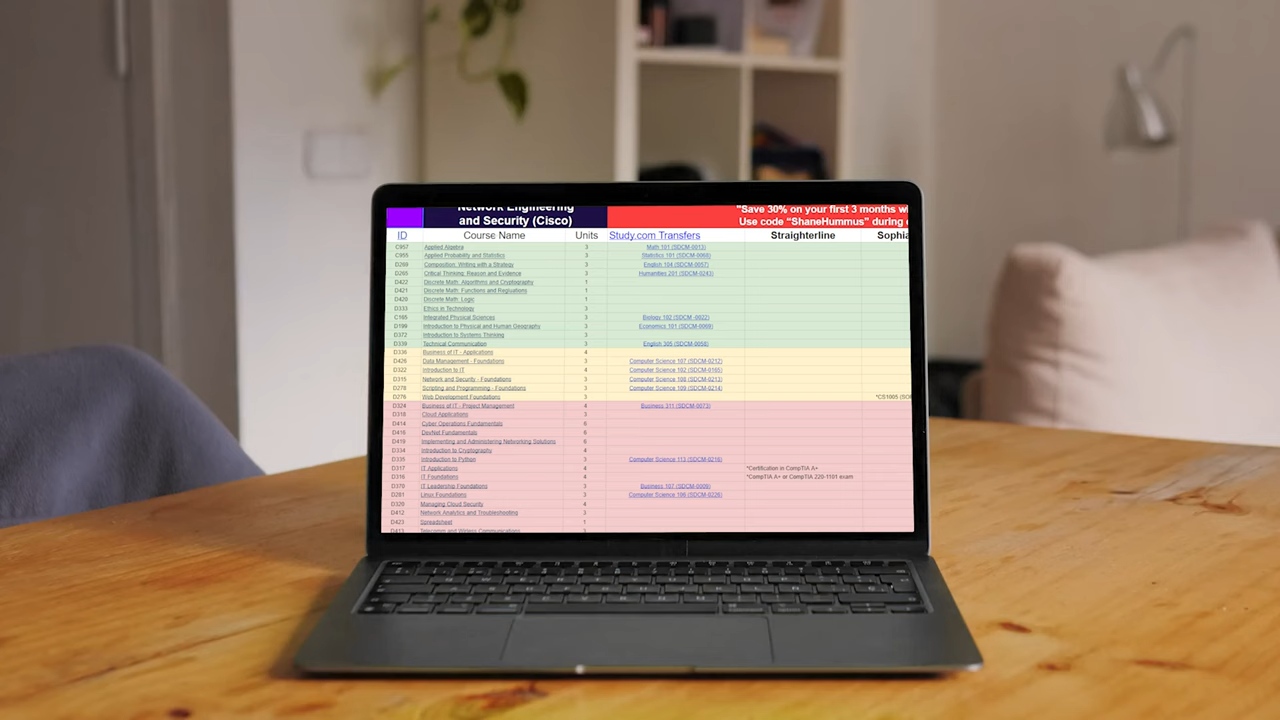 Network Engineering
and Security (Cisco)
"Save 30% on your first 3 months
Use code "ShaneHummus" during
ID Course Name Units Study.com Transfers Straighterline Sophia
C957 Applied Algebra 3 Math 101 (SDCM-0013)
C955 Applied Probability and Statistics 3 Statistics 101 (SDCM-0068)
D269 Composition: Writing with a Strategy 3 English 104 (SDCM-0057)
D265 Critical Thinking: Reason and Evidence 3 Humanities 201 (SDCM-0243)
D422 Discrete Math: Algorithms and Cryptography 1
D421 Discrete Math: Functions and Regluations 1
D420 Discrete Math: Logic 1
D333 Ethics in Technology 3
C165 Integrated Physical Sciences 3 Biology 102 (SDCM -0022)
D199 Introduction to Physical and Human Geography 3 Economics 101 (SDCM-0069)
D372 Introduction to Systems Thinking 3
D339 Technical Communication 3 English 305 (SDCM-0058)
D336 Business of IT - Applications 4
D426 Data Management - Foundations 3 Computer Science 107 (SDCM-0212)
D322 Introduction to IT 4 Computer Science 102 (SDCM-0165)
D315 Network and Security - Foundations 3 Computer Science 108 (SDCM-0213)
D278 Scripting and Programming - Foundations 3 Computer Science 109 (SDCM-0214)
D276 Web Development Foundations 3 *CS1005
D324 Business of IT - Project Management 4 Business 311 (SDCM-0073)
D318 Cloud Applications 3
D414 Cyber Operations Fundamentals 6
D415 DevNet Fundamentals 6
D419 Implementing and Administering Networking Solutions 6
D334 Introduction to Cryptography 4
D335 Introduction to Python 3 Computer Science 113 (SDCM-0216)
D317 IT Applications 4 *Certification in CompTIA A+
D316 IT Foundations 4 *CompTIA A+ or CompTIA 220-1101 exam
D370 IT Leadership Foundations 3 Business 107 (SDCM-0009)
D281 Linux Foundations 3 Computer Science 106 (SDCM-0226)
D320 Managing Cloud Security 4
D412 Network Analytics and Troubleshooting 3
D423 Spreadsheet 1
D413 Telecomm and Wirless Communications